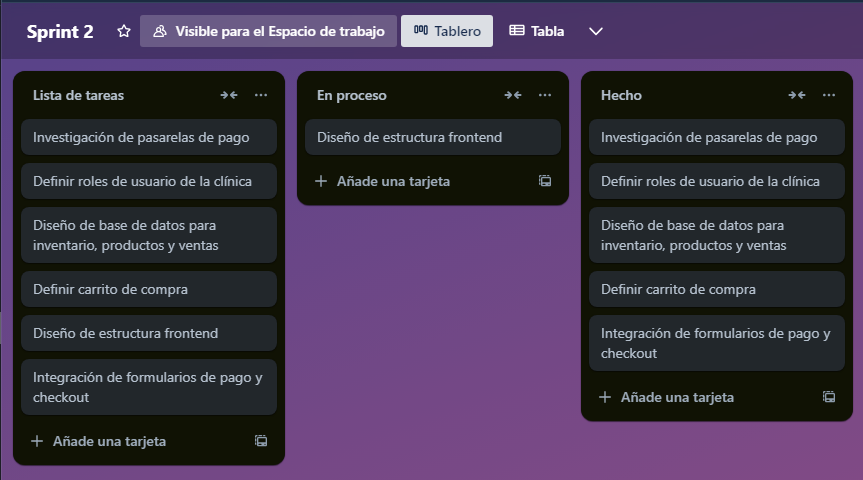 Sprint 2
Visible para el Espacio de trabajo
Tablero
Tabla
Lista de tareas
Investigación de pasarelas de pago
Definir roles de usuario de la clínica
Diseño de base de datos para
inventario, productos y ventas
Definir carrito de compra
Diseño de estructura frontend
Integración de formularios de pago y
checkout
Añade una tarjeta
En proceso
Diseño de estructura frontend
Añade una tarjeta
Hecho
Investigación de pasarelas de pago
Definir roles de usuario de la clínica
Diseño de base de datos para
inventario, productos y ventas
Definir carrito de compra
Integración de formularios de pago y
checkout
Añade una tarjeta